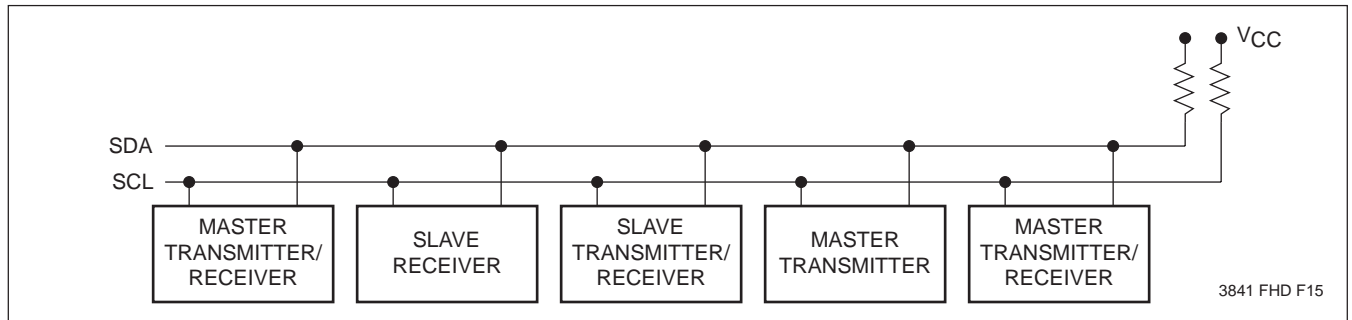 VCC
SDA
SCL
MASTER
TRANSMITTER/
RECEIVER
SLAVE
RECEIVER
SLAVE
TRANSMITTER/
RECEIVER
MASTER
TRANSMITTER
MASTER
TRANSMITTER/
RECEIVER
3841 FHD F15